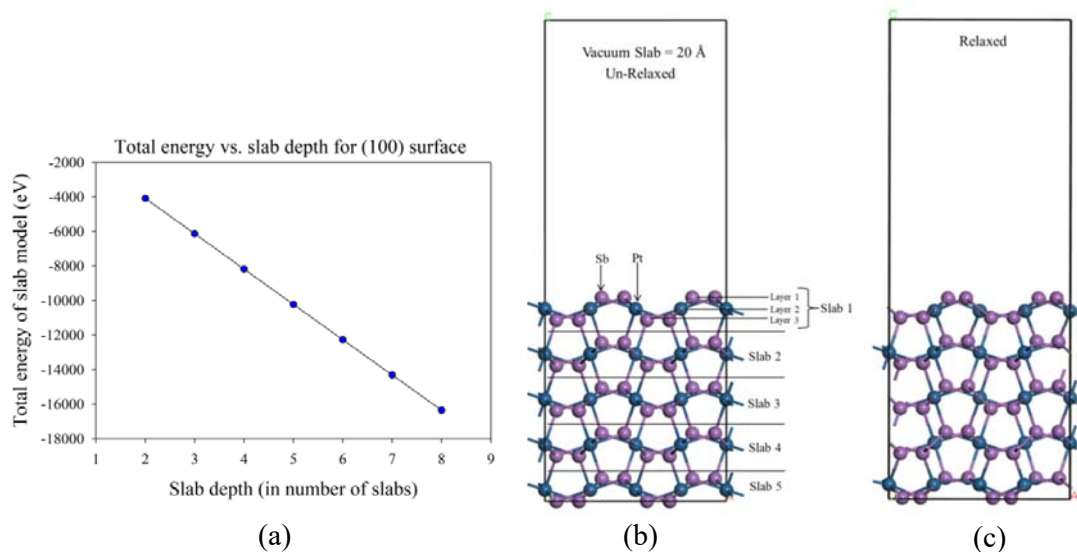 Total energy vs. slab depth for (100) surface
Total energy of slab model (eV)
-2000
-4000
-6000
-8000
-10000
-12000
-14000
-16000
-18000
1 2 3 4 5 6 7 8 9
Slab depth (in number of slabs)
(a)
Vacuum Slab = 20 Å
Un-Relaxed
Sb Pt
Layer 1
Layer 2
Layer 3
Slab 1
Slab 2
Slab 3
Slab 4
Slab 5
(b)
Relaxed
(c)